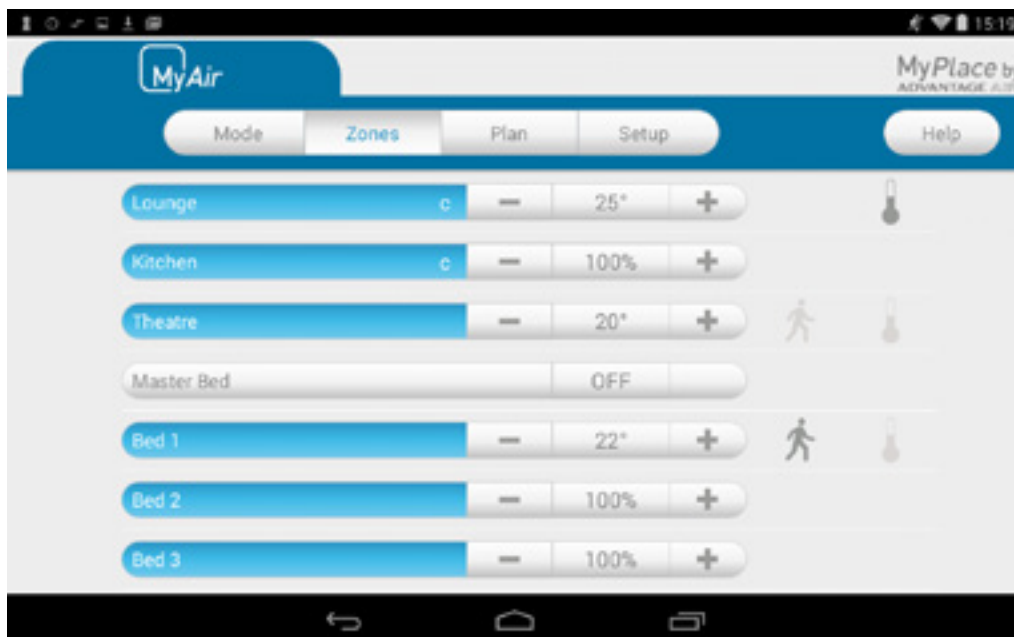 15:19
MyAir
MyPlace by
ADVANTAGE AIR
Mode Zones Plan Setup Help
Lounge c 25°
Kitchen c 100%
Theatre 20°
Master Bed OFF
Bed 1 22°
Bed 2 100%
Bed 3 100%